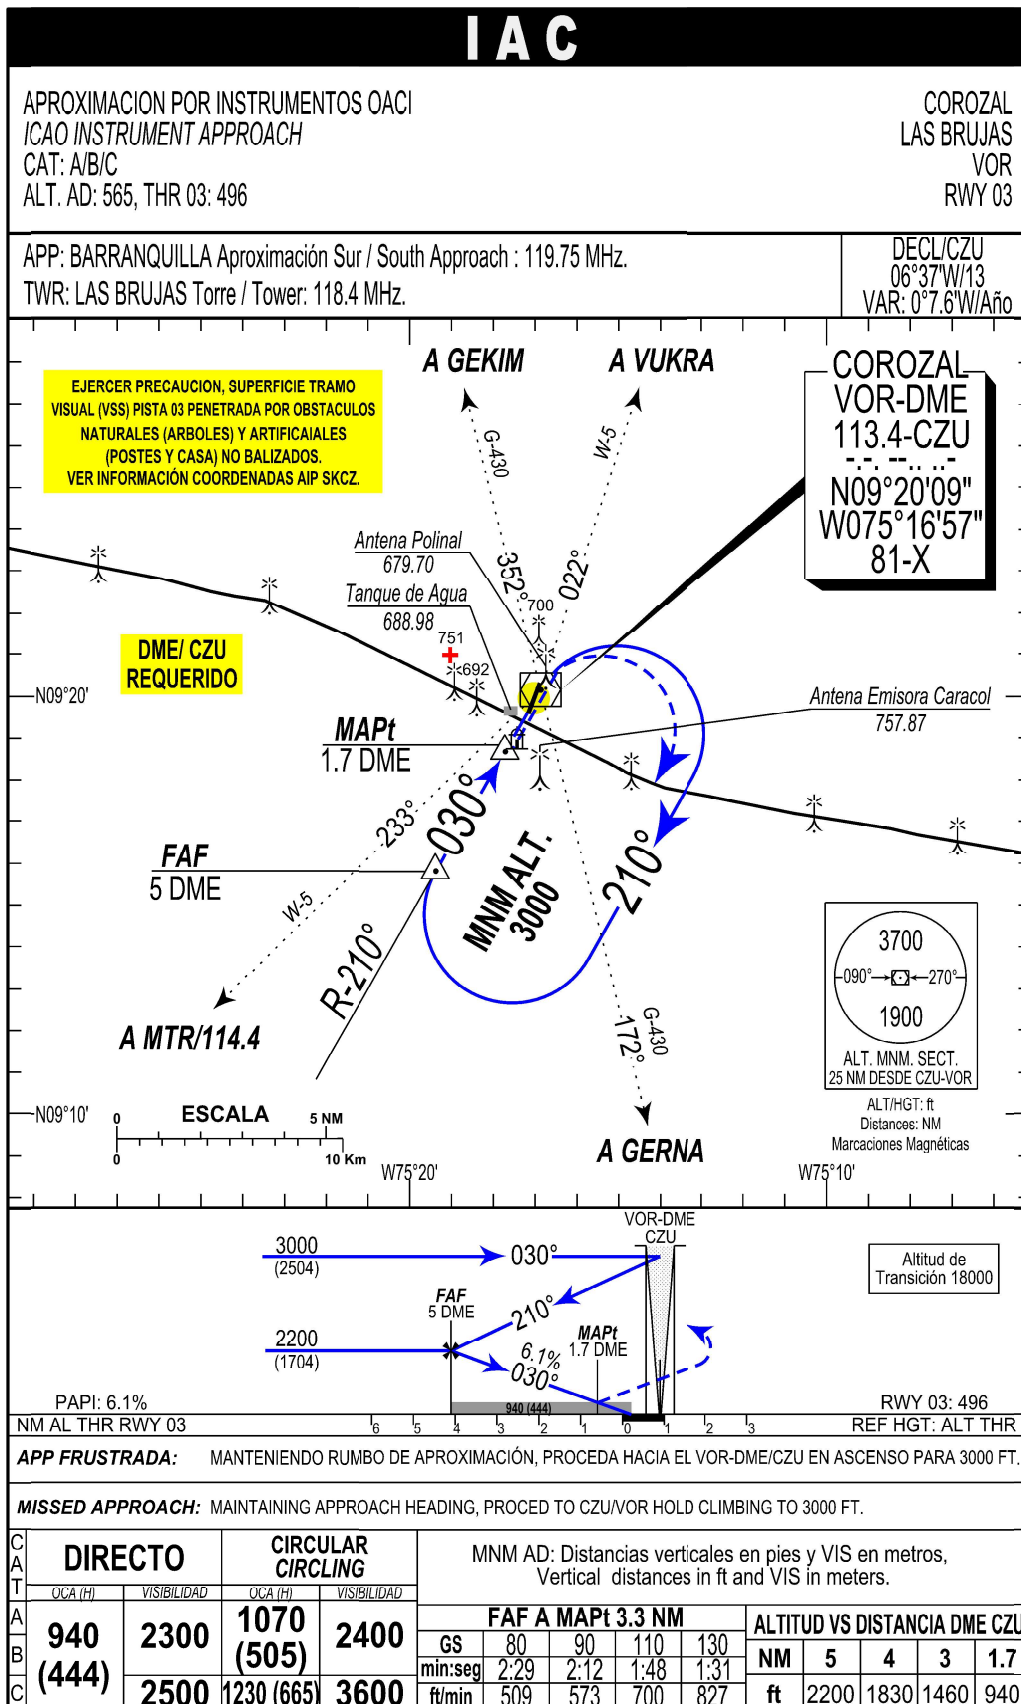 IAC
APROXIMACION POR INSTRUMENTOS OACI
ICAO INSTRUMENT APPROACH
CAT: A/B/C
ALT. AD: 565, THR 03: 496
COROZAL
LAS BRUJAS
VOR
RWY 03
APP: BARRANQUILLA Aproximación Sur / South Approach : 119.75 MHz.
TWR: LAS BRUJAS Torre / Tower: 118.4 MHz.
DECL/CZU
06°37'W/13
VAR: 0°7.6'W/Año
EJERCER PRECAUCION, SUPERFICIE TRAMO
VISUAL (VSS) PISTA 03 PENETRADA POR OBSTACULOS
NATURALES (ARBOLES) Y ARTIFICAIALES
(POSTES Y CASA) NO BALIZADOS.
VER INFORMACIÓN COORDENADAS AIP SKCZ.
A GEKIM
A VUKRA
G-430
W-5
COROZAL
VOR-DME
113.4-CZU
-.-. --.. ..-
N09°20'09"
W075°16'57"
81-X
Antena Polinal
679.70
Tanque de Agua
688.98
352°
022°
700
751
692
DME/ CZU
REQUERIDO
N09°20'
Antena Emisora Caracol
757.87
MAPt
1.7 DME
233°
030°
FAF
5 DME
MNM ALT.
3000
210°
W-5
R-210°
A MTR/114.4
G-430
172°
3700
090°
270°
1900
ALT. MNM. SECT.
25 NM DESDE CZU-VOR
ALT/HGT: ft
Distances: NM
Marcaciones Magnéticas
N09°10'
0 ESCALA 5 NM
0 10 Km
A GERNA
W75°20'
W75°10'
VOR-DME
CZU
3000
(2504)
030°
Altitud de
Transición 18000
FAF
5 DME
210°
MAPt
1.7 DME
2200
(1704)
6.1%
030°
PAPI: 6.1%
940 (444)
RWY 03: 496
NM AL THR RWY 03
6 5 4 3 2 1 0 1 2 3
REF HGT: ALT THR
APP FRUSTRADA: MANTENIENDO RUMBO DE APROXIMACIÓN, PROCEDA HACIA EL VOR-DME/CZU EN ASCENSO PARA 3000 FT.
MISSED APPROACH: MAINTAINING APPROACH HEADING, PROCED TO CZU/VOR HOLD CLIMBING TO 3000 FT.
CAT
DIRECTO
CIRCULAR
CIRCLING
OCA (H) VISIBILIDAD OCA (H) VISIBILIDAD
MNM AD: Distancias verticales en pies y VIS en metros,
Vertical distances in ft and VIS in meters.
A
B
C
940
(444)
2300
1070
(505)
2400
2500
1230 (665)
3600
FAF A MAPt 3.3 NM
GS 80 90 110 130
min:seg 2:29 2:12 1:48 1:31
ft/min 509 573 700 827
ALTITUD VS DISTANCIA DME CZU
NM 5 4 3 1.7
ft 2200 1830 1460 940